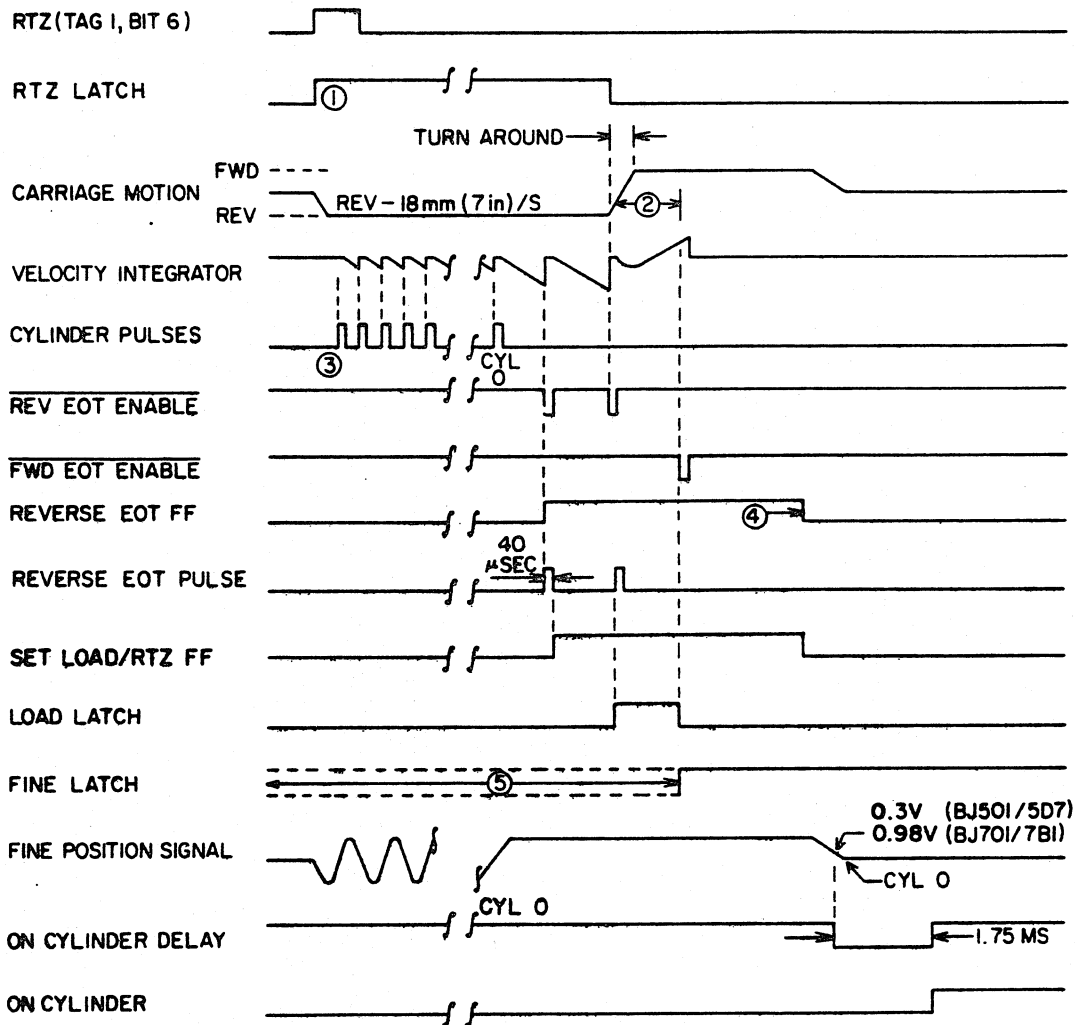 RTZ (TAG 1, BIT 6)
RTZ LATCH
①
TURN AROUND
FWD
CARRIAGE MOTION
REV
REV - 18mm (7 in)/S
②
VELOCITY INTEGRATOR
CYLINDER PULSES
③
CYL
0
REV EOT ENABLE
FWD EOT ENABLE
REVERSE EOT FF
④
40
μSEC
REVERSE EOT PULSE
SET LOAD/RTZ FF
LOAD LATCH
FINE LATCH
⑤
0.3V (BJ501/5D7)
0.98V (BJ701/7B1)
FINE POSITION SIGNAL
CYL 0
CYL 0
ON CYLINDER DELAY
1.75 MS
ON CYLINDER